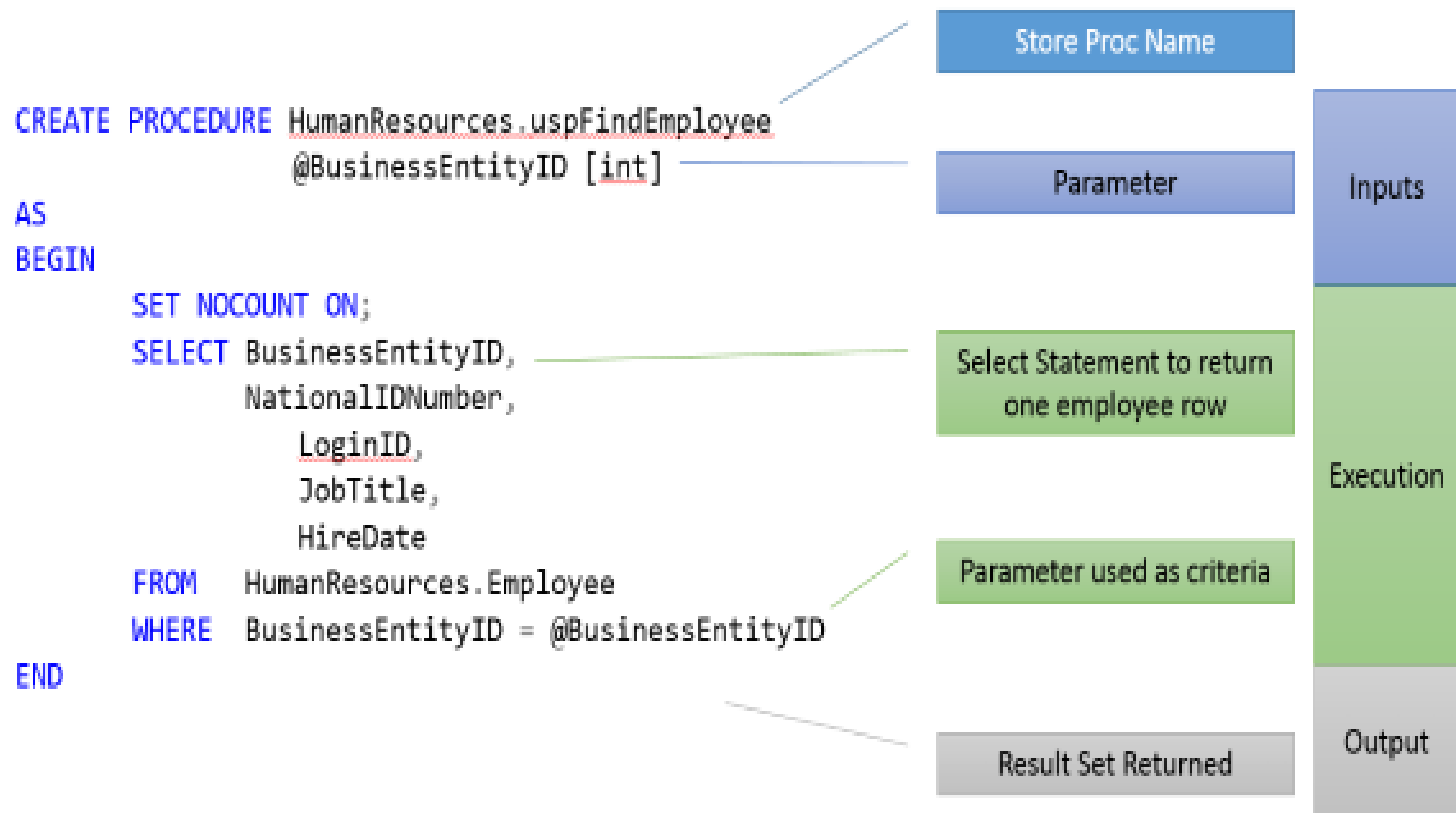 Store Proc Name
CREATE PROCEDURE HumanResources.uspFindEmployee
@BusinessEntityID [int]
Parameter
Inputs
AS
BEGIN
SET NOCOUNT ON;
SELECT BusinessEntityID,
NationalIDNumber,
LoginID,
JobTitle,
HireDate
FROM HumanResources.Employee
WHERE BusinessEntityID = @BusinessEntityID
END
Select Statement to return
one employee row
Execution
Parameter used as criteria
Result Set Returned
Output